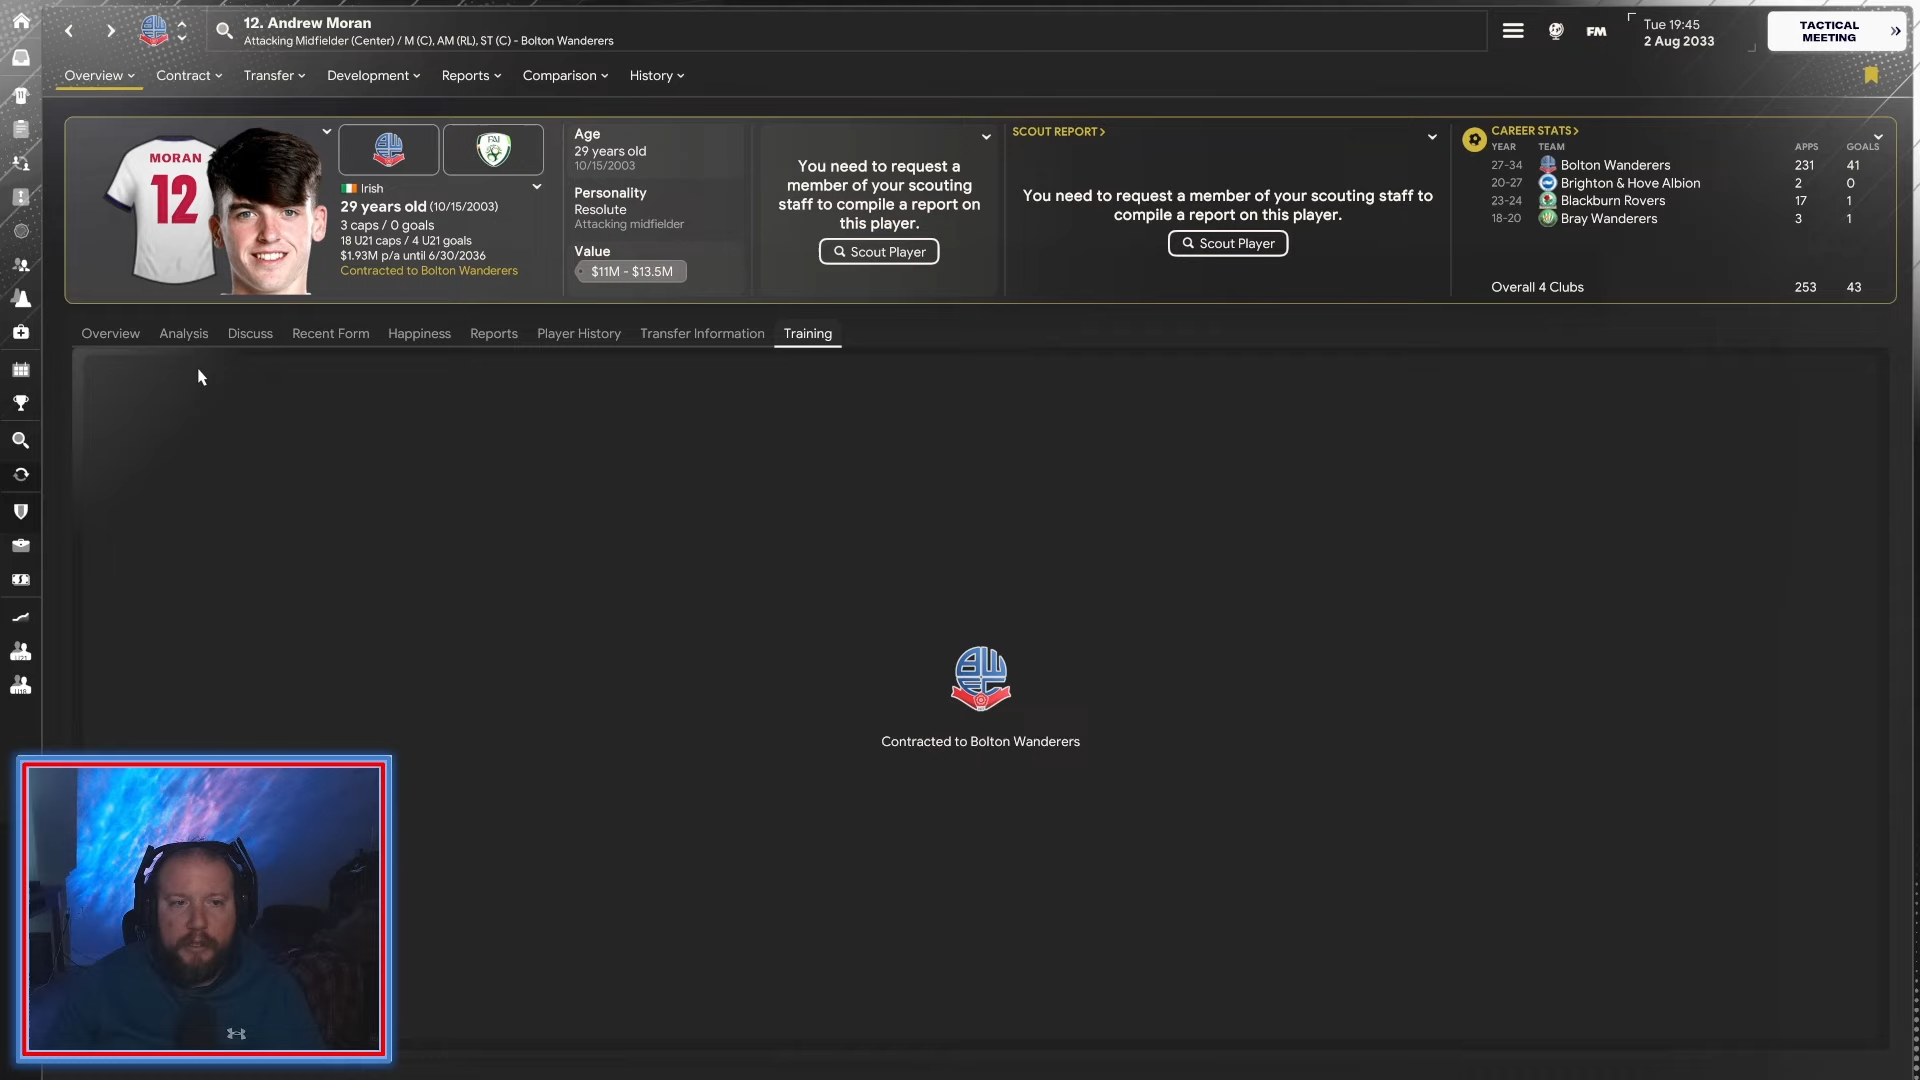 12. Andrew Moran
Attacking Midfielder (Center) / M (C), AM (RL), ST (C) - Bolton Wanderers
FM
Tue 19:45
2 Aug 2033
TACTICAL
MEETING
Overview
Contract
Transfer
Development
Reports
Comparison
History
MORAN
12
FAI
Irish
29 years old (10/15/2003)
3 caps / 0 goals
18 U21 caps / 4 U21 goals
$1.93M p/a until 6/30/2036
Contracted to Bolton Wanderers
Age
29 years old
10/15/2003
Personality
Resolute
Attacking midfielder
Value
$11M - $13.5M
You need to request a
member of your scouting
staff to compile a report on
this player.
Scout Player
SCOUT REPORT >
You need to request a member of your scouting staff to
compile a report on this player.
Scout Player
CAREER STATS >
YEAR TEAM APPS GOALS
27-34 Bolton Wanderers 231 41
20-27 Brighton & Hove Albion 2 0
23-24 Blackburn Rovers 17 1
18-20 Bray Wanderers 3 1
Overall 4 Clubs 253 43
Overview
Analysis
Discuss
Recent Form
Happiness
Reports
Player History
Transfer Information
Training
Contracted to Bolton Wanderers
U21
U18